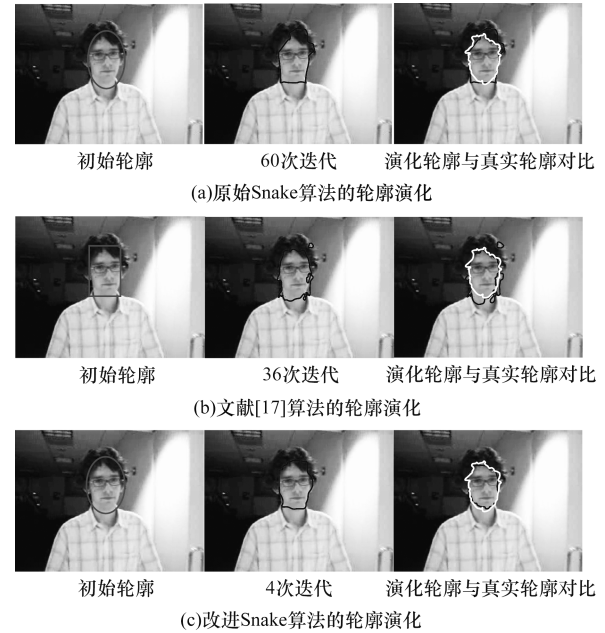 初始轮廓 60次迭代 演化轮廓与真实轮廓对比
(a)原始Snake算法的轮廓演化
初始轮廓 36次迭代 演化轮廓与真实轮廓对比
(b)文献[17]算法的轮廓演化
初始轮廓 4次迭代 演化轮廓与真实轮廓对比
(c)改进Snake算法的轮廓演化